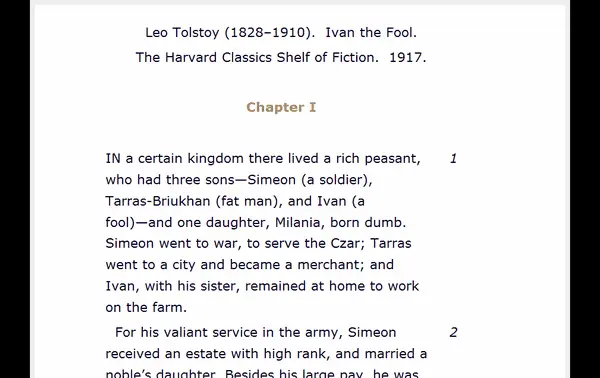 Leo Tolstoy (1828–1910).  Ivan the Fool.
The Harvard Classics Shelf of Fiction.  1917.
Chapter I
IN a certain kingdom there lived a rich peasant, 1
who had three sons—Simeon (a soldier),
Tarras-Briukhan (fat man), and Ivan (a
fool)—and one daughter, Milania, born dumb.
Simeon went to war, to serve the Czar; Tarras
went to a city and became a merchant; and
Ivan, with his sister, remained at home to work
on the farm.
For his valiant service in the army, Simeon 2
received an estate with high rank, and married a
noble’s daughter. Besides his large pay, he was